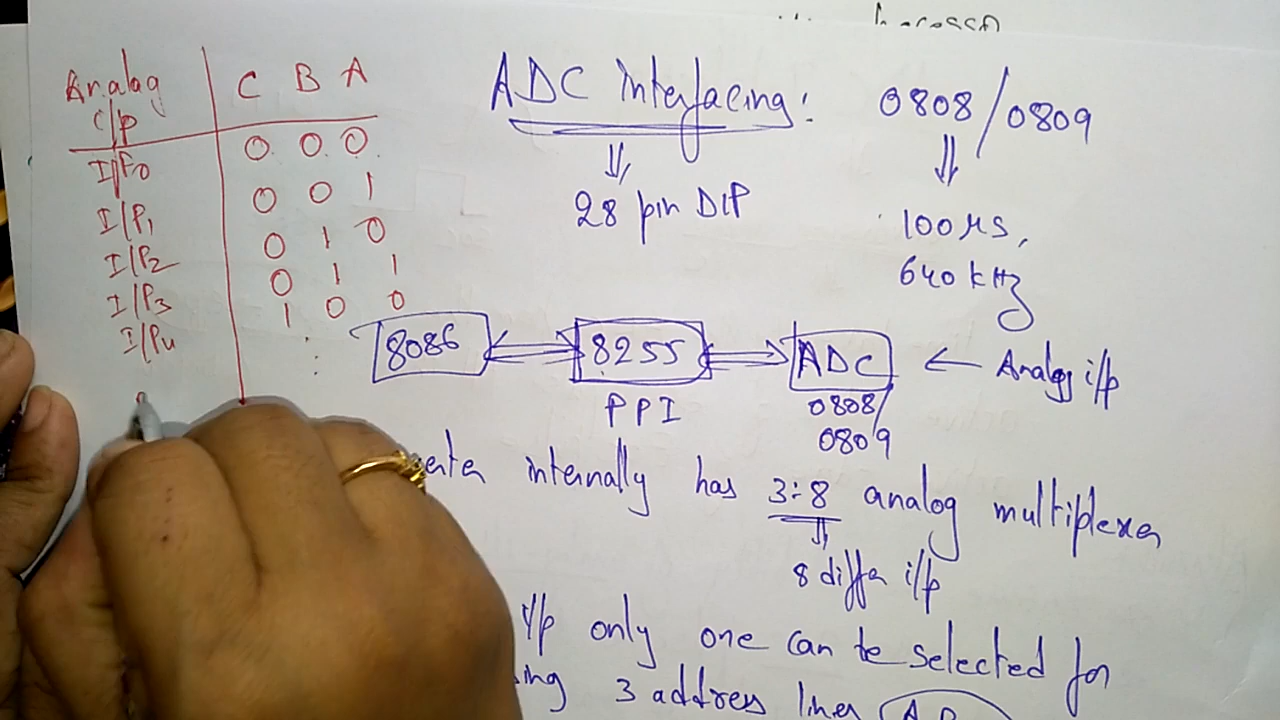 Analog C B A
i/p
I/P0 0 0 0
I/P1 0 0 1
I/P2 0 1 0
I/P3 0 1 1
I/P4 1 0 0
ADC Interfacing:
28 pin DIP
0808/0809
100 μs,
640 kHz
8086
8255
PPI
ADC
0808/
0809
Analog i/p
internally has 3:8 analog multiplexer
8 diffn i/p
i/p only one can be selected for
3 address lines